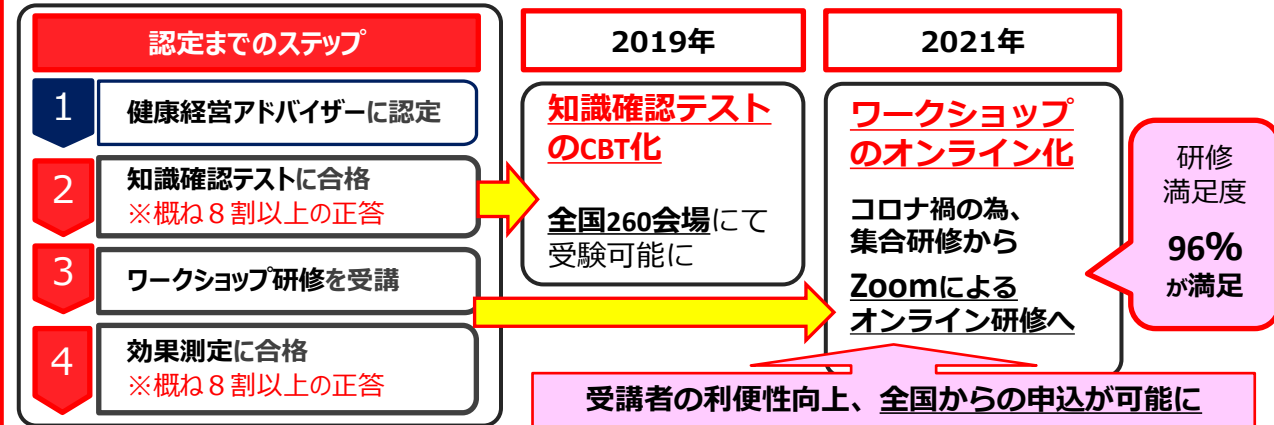 認定までのステップ
1
健康経営アドバイザーに認定
2
知識確認テストに合格
※概ね８割以上の正答
3
ワークショップ研修を受講
4
効果測定に合格
※概ね８割以上の正答
2019年
知識確認テスト
のCBT化
全国260会場にて
受験可能に
2021年
ワークショップ
のオンライン化
コロナ禍の為、
集合研修から
Zoomによる
オンライン研修へ
研修
満足度
96%
が満足
受講者の利便性向上、全国からの申込が可能に